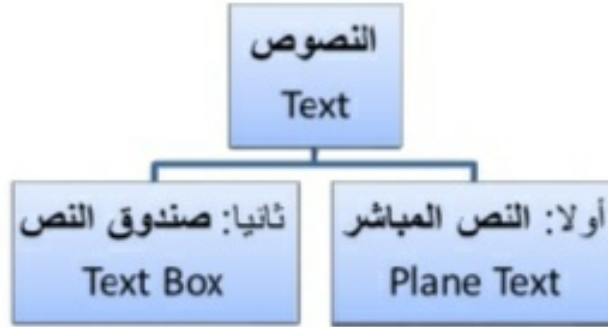 النصوص
Text
أولا: النص المباشر
Plane Text
ثانيا: صندوق النص
Text Box